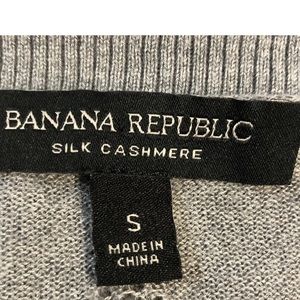 BANANA REPUBLIC
SILK CASHMERE
S
MADE IN
CHINA